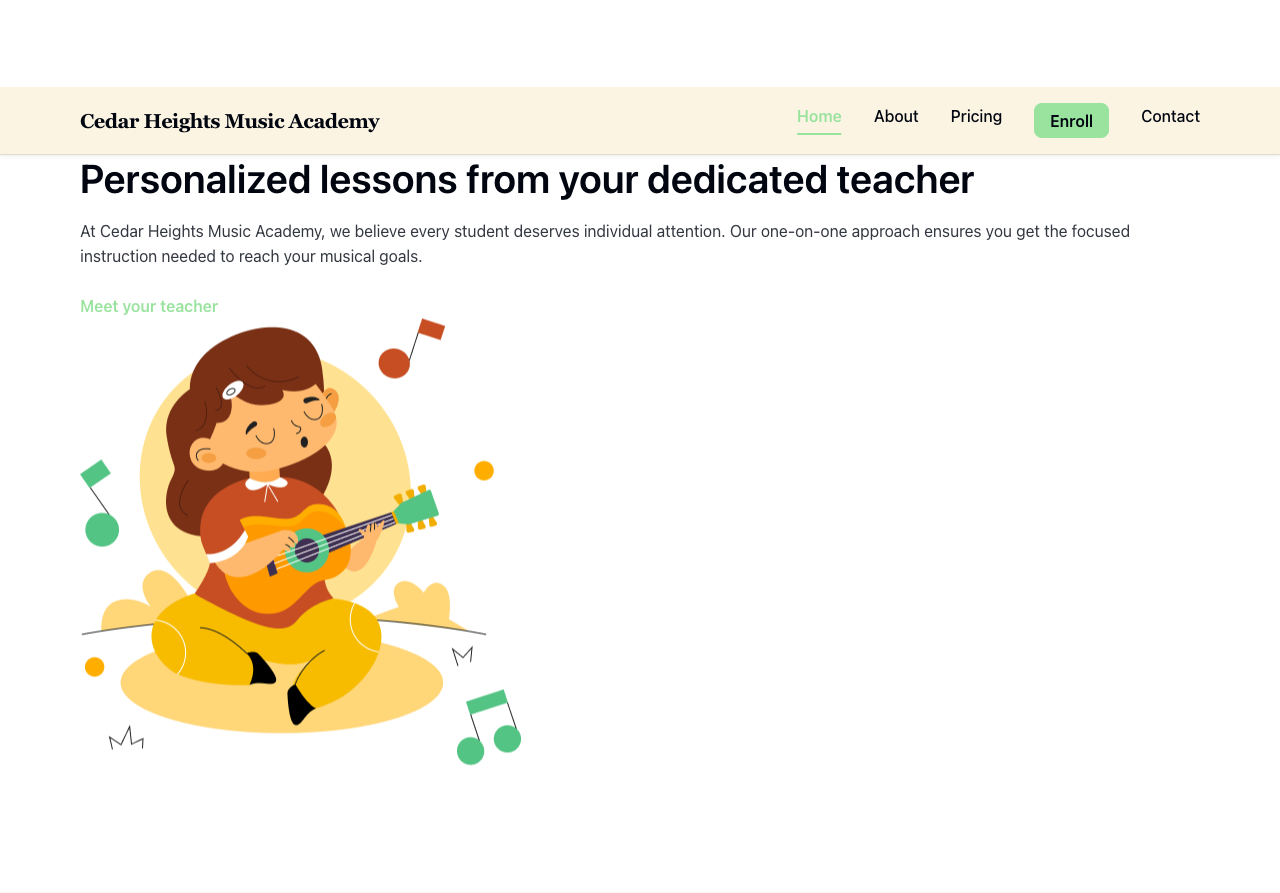 Cedar Heights Music Academy
Home
About
Pricing
Enroll
Contact
Personalized lessons from your dedicated teacher
At Cedar Heights Music Academy, we believe every student deserves individual attention. Our one-on-one approach ensures you get the focused
instruction needed to reach your musical goals.
Meet your teacher